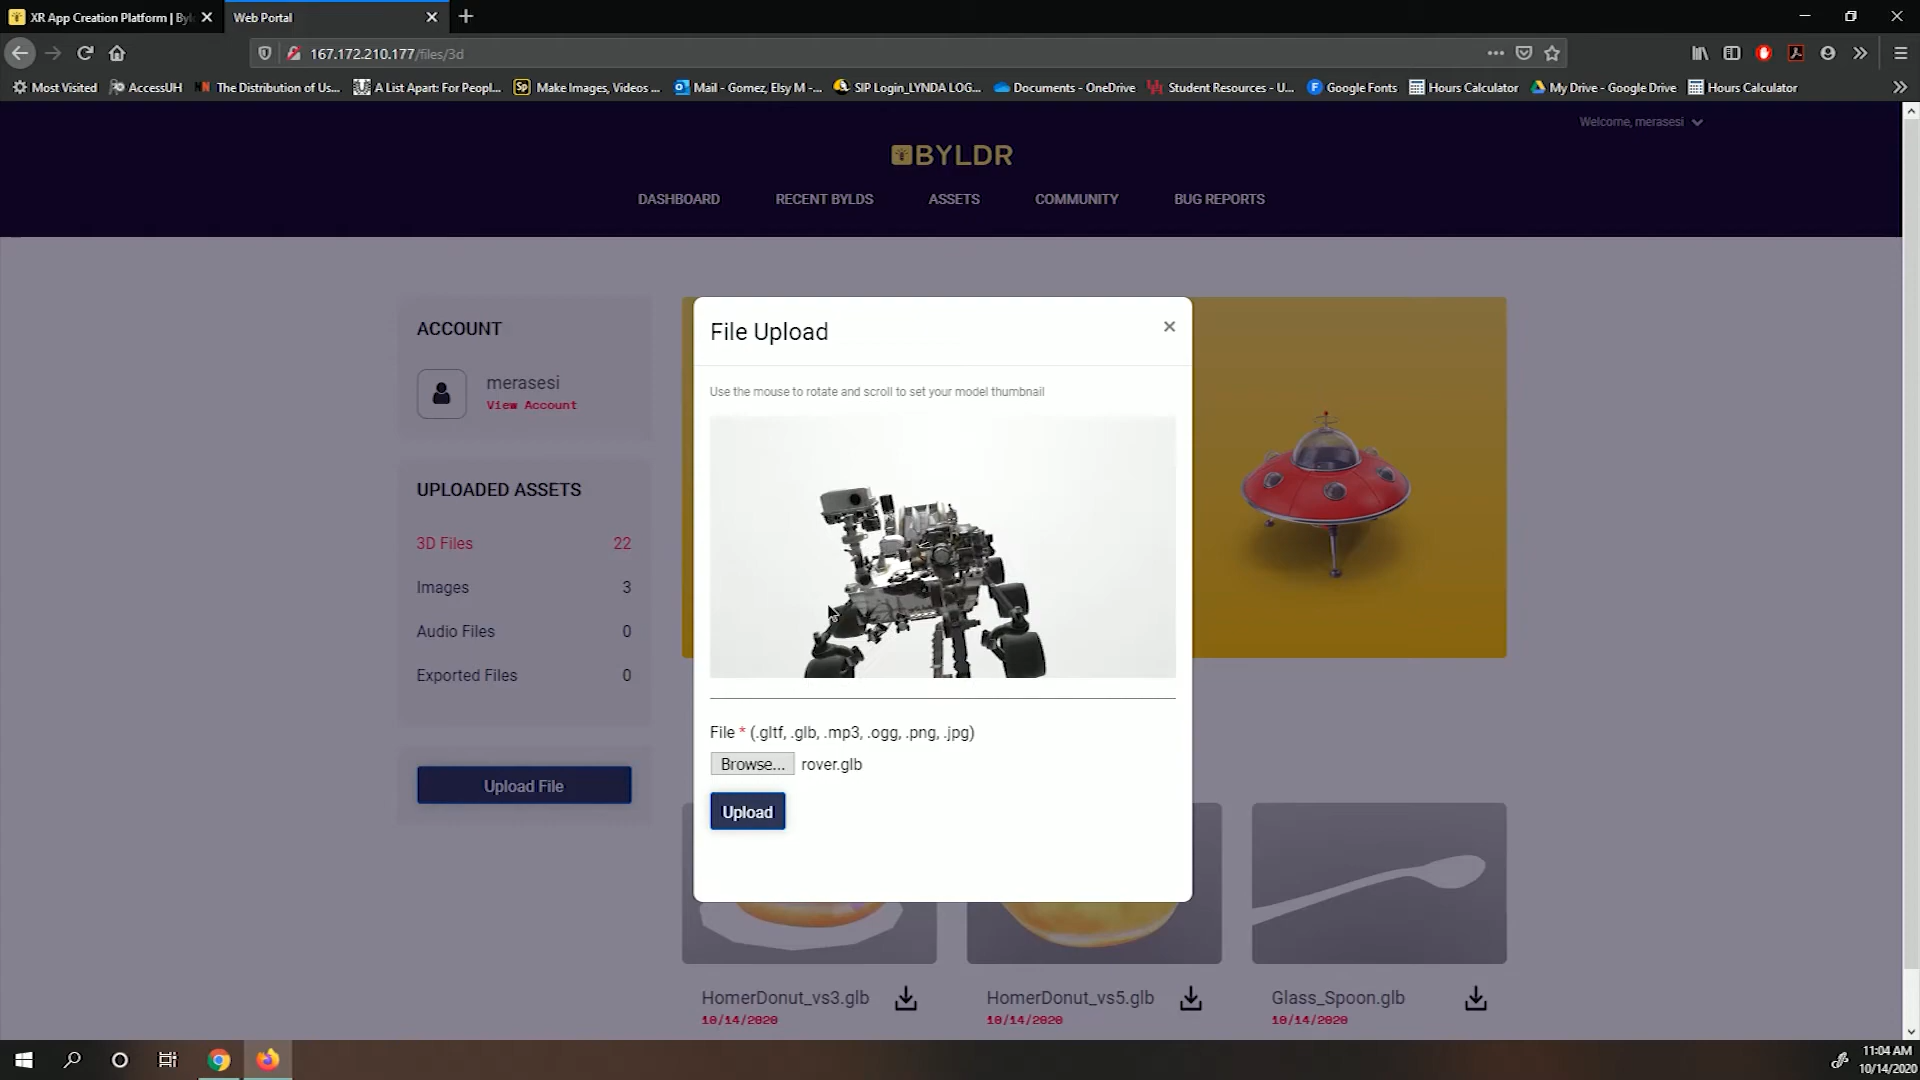 XR App Creation Platform | Byl
Web Portal
167.172.210.177/files/3d
Most Visited
AccessUH
The Distribution of Us...
A List Apart: For Peopl...
Sp
Make Images, Videos ...
Mail - Gomez, Elsy M -...
SIP Login_LYNDA LOG...
Documents - OneDrive
Student Resources - U...
Google Fonts
Hours Calculator
My Drive - Google Drive
Hours Calculator
Welcome, merasesi
BYLDR
DASHBOARD
RECENT BYLDS
ASSETS
COMMUNITY
BUG REPORTS
ACCOUNT
merasesi
View Account
UPLOADED ASSETS
3D Files 22
Images 3
Audio Files 0
Exported Files 0
Upload File
File Upload
Use the mouse to rotate and scroll to set your model thumbnail
File * (.gltf, .glb, .mp3, .ogg, .png, .jpg)
Browse... rover.glb
Upload
HomerDonut_vs3.glb
10/14/2020
HomerDonut_vs5.glb
10/14/2020
Glass_Spoon.glb
10/14/2020
11:04 AM
10/14/2020